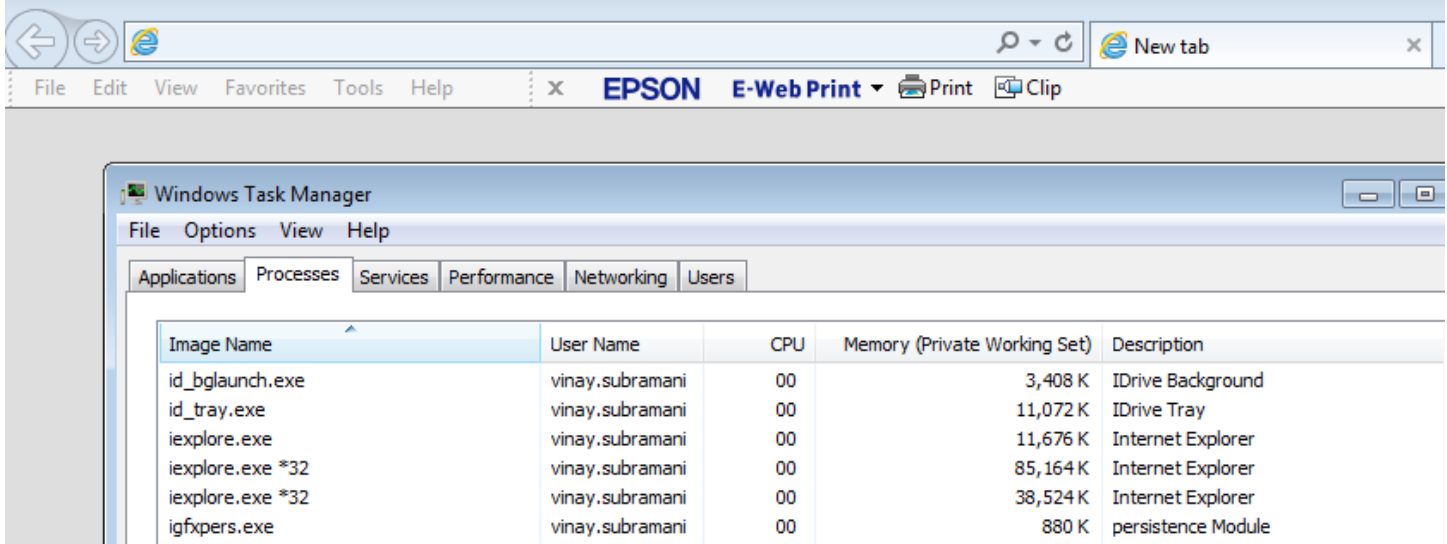 New tab
File Edit View Favorites Tools Help x EPSON E-Web Print Print Clip
Windows Task Manager
File Options View Help
Applications Processes Services Performance Networking Users
Image Name User Name CPU Memory (Private Working Set) Description
id_bglaunch.exe vinay.subramani 00 3,408 K IDrive Background
id_tray.exe vinay.subramani 00 11,072 K IDrive Tray
iexplore.exe vinay.subramani 00 11,676 K Internet Explorer
iexplore.exe *32 vinay.subramani 00 85,164 K Internet Explorer
iexplore.exe *32 vinay.subramani 00 38,524 K Internet Explorer
igfxpers.exe vinay.subramani 00 880 K persistence Module